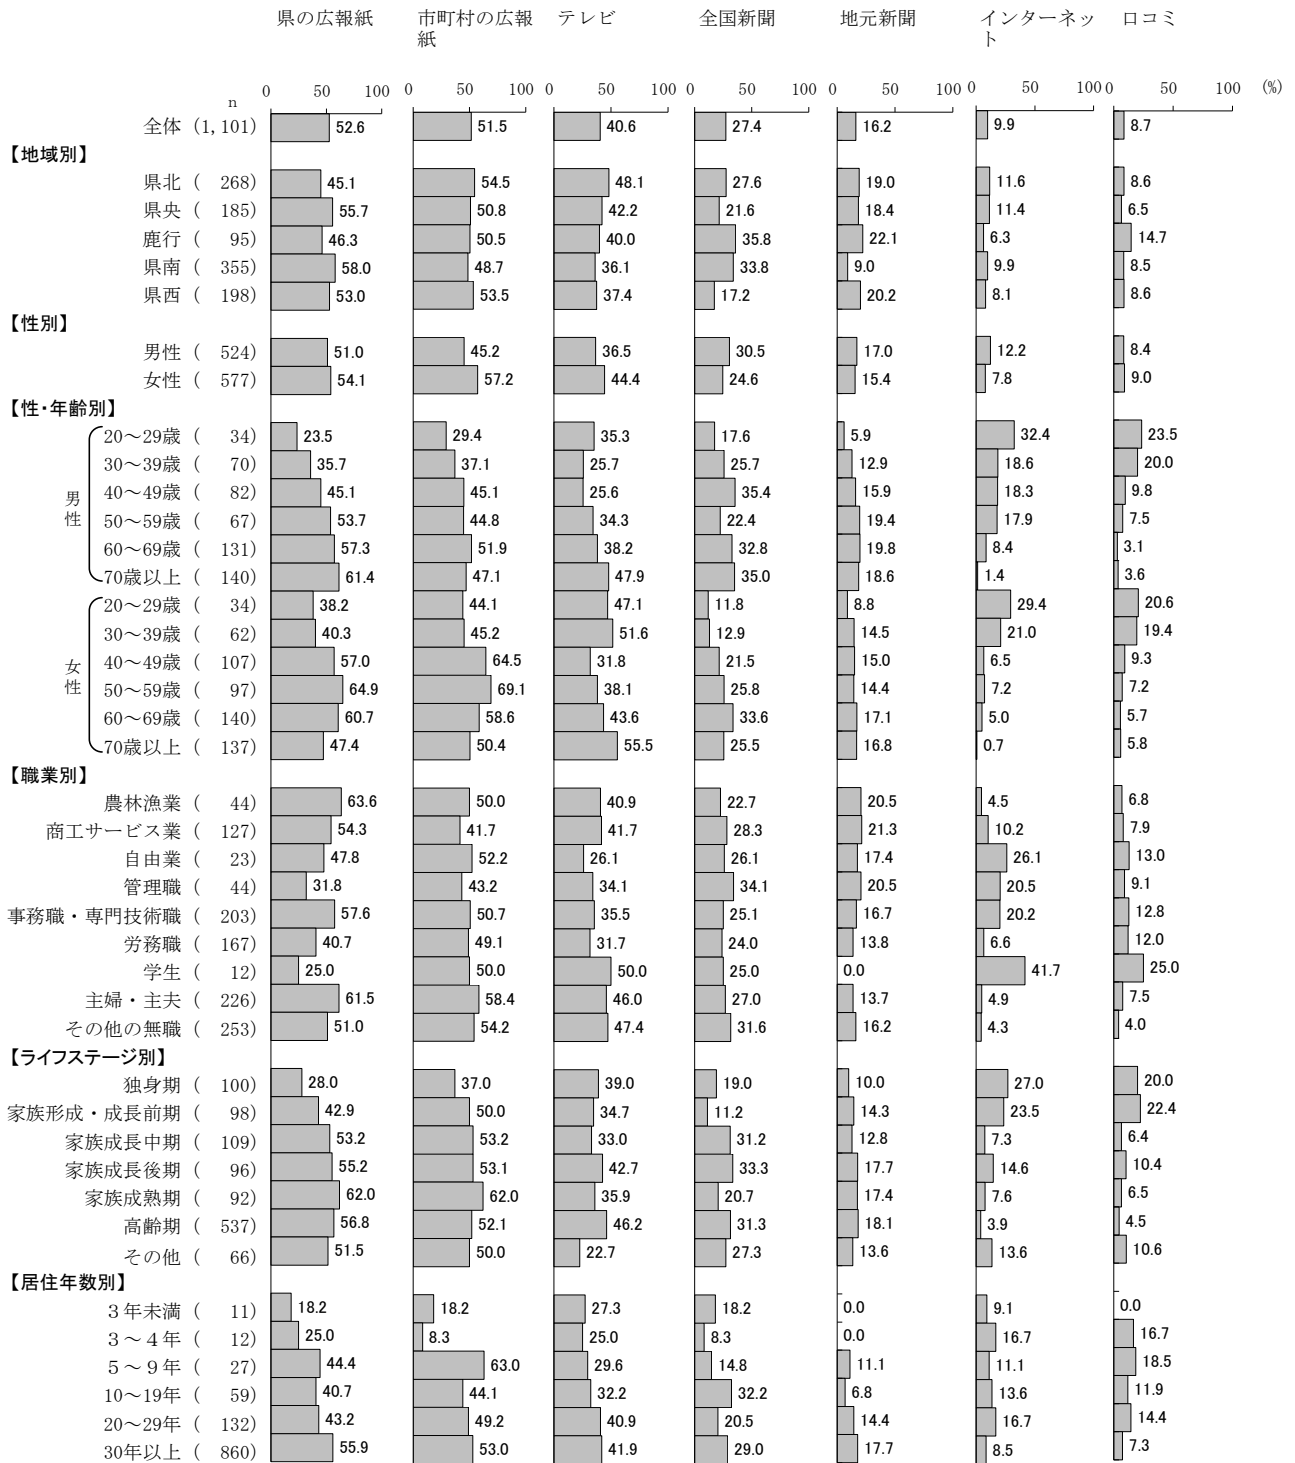 県の広報紙 市町村の広報紙 テレビ 全国新聞 地元新聞 インターネット 口コミ
0 50 100 0 50 100 0 50 100 0 50 100 0 50 100 0 50 100 0 50 100 (%)
n
全体 (1,101) 52.6 51.5 40.6 27.4 16.2 9.9 8.7
【地域別】
県北 ( 268) 45.1 54.5 48.1 27.6 19.0 11.6 8.6
県央 ( 185) 55.7 50.8 42.2 21.6 18.4 11.4 6.5
鹿行 ( 95) 46.3 50.5 40.0 35.8 22.1 6.3 14.7
県南 ( 355) 58.0 48.7 36.1 33.8 9.0 9.9 8.5
県西 ( 198) 53.0 53.5 37.4 17.2 20.2 8.1 8.6
【性別】
男性 ( 524) 51.0 45.2 36.5 30.5 17.0 12.2 8.4
女性 ( 577) 54.1 57.2 44.4 24.6 15.4 7.8 9.0
【性・年齢別】
男性
20～29歳 ( 34) 23.5 29.4 35.3 17.6 5.9 32.4 23.5
30～39歳 ( 70) 35.7 37.1 25.7 25.7 12.9 18.6 20.0
40～49歳 ( 82) 45.1 45.1 25.6 35.4 15.9 18.3 9.8
50～59歳 ( 67) 53.7 44.8 34.3 22.4 19.4 17.9 7.5
60～69歳 ( 131) 57.3 51.9 38.2 32.8 19.8 8.4 3.1
70歳以上 ( 140) 61.4 47.1 47.9 35.0 18.6 1.4 3.6
女性
20～29歳 ( 34) 38.2 44.1 47.1 11.8 8.8 29.4 20.6
30～39歳 ( 62) 40.3 45.2 51.6 12.9 14.5 21.0 19.4
40～49歳 ( 107) 57.0 64.5 31.8 21.5 15.0 6.5 9.3
50～59歳 ( 97) 64.9 69.1 38.1 25.8 14.4 7.2 7.2
60～69歳 ( 140) 60.7 58.6 43.6 33.6 17.1 5.0 5.7
70歳以上 ( 137) 47.4 50.4 55.5 25.5 16.8 0.7 5.8
【職業別】
農林漁業 ( 44) 63.6 50.0 40.9 22.7 20.5 4.5 6.8
商工サービス業 ( 127) 54.3 41.7 41.7 28.3 21.3 10.2 7.9
自由業 ( 23) 47.8 52.2 26.1 26.1 17.4 26.1 13.0
管理職 ( 44) 31.8 43.2 34.1 34.1 20.5 20.5 9.1
事務職・専門技術職 ( 203) 57.6 50.7 35.5 25.1 16.7 20.2 12.8
労務職 ( 167) 40.7 49.1 31.7 24.0 13.8 6.6 12.0
学生 ( 12) 25.0 50.0 50.0 25.0 0.0 41.7 25.0
主婦・主夫 ( 226) 61.5 58.4 46.0 27.0 13.7 4.9 7.5
その他の無職 ( 253) 51.0 54.2 47.4 31.6 16.2 4.3 4.0
【ライフステージ別】
独身期 ( 100) 28.0 37.0 39.0 19.0 10.0 27.0 20.0
家族形成・成長前期 ( 98) 42.9 50.0 34.7 11.2 14.3 23.5 22.4
家族成長中期 ( 109) 53.2 53.2 33.0 31.2 12.8 7.3 6.4
家族成長後期 ( 96) 55.2 53.1 42.7 33.3 17.7 14.6 10.4
家族成熟期 ( 92) 62.0 62.0 35.9 20.7 17.4 7.6 6.5
高齢期 ( 537) 56.8 52.1 46.2 31.3 18.1 3.9 4.5
その他 ( 66) 51.5 50.0 22.7 27.3 13.6 13.6 10.6
【居住年数別】
３年未満 ( 11) 18.2 18.2 27.3 18.2 0.0 9.1 0.0
３～４年 ( 12) 25.0 8.3 25.0 8.3 0.0 16.7 16.7
５～９年 ( 27) 44.4 63.0 29.6 14.8 11.1 11.1 18.5
10～19年 ( 59) 40.7 44.1 32.2 32.2 6.8 13.6 11.9
20～29年 ( 132) 43.2 49.2 40.9 20.5 14.4 16.7 14.4
30年以上 ( 860) 55.9 53.0 41.9 29.0 17.7 8.5 7.3